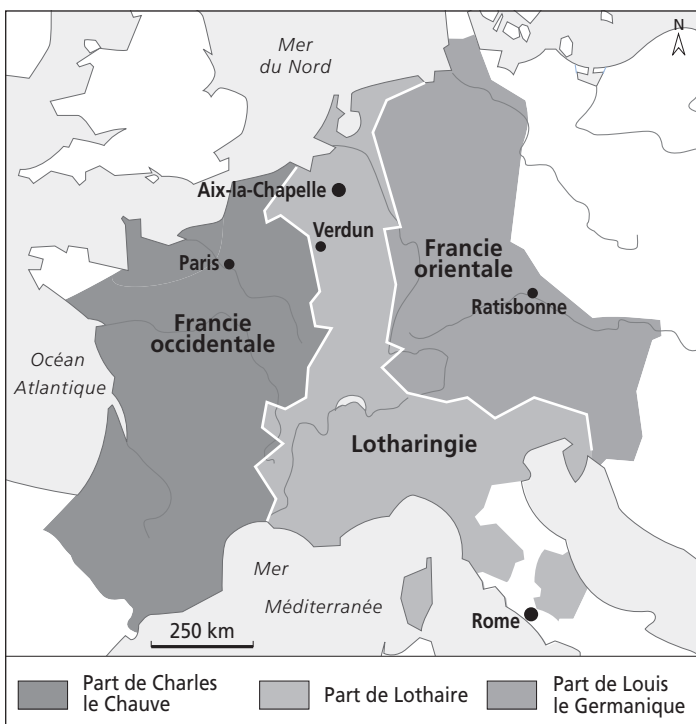 Mer
du Nord
N
Aix-la-Chapelle
Verdun
Paris
Francie
orientale
Ratisbonne
Francie
occidentale
Océan
Atlantique
Lotharingie
Mer
Méditerranée
Rome
250 km
Part de Charles
le Chauve
Part de Lothaire
Part de Louis
le Germanique